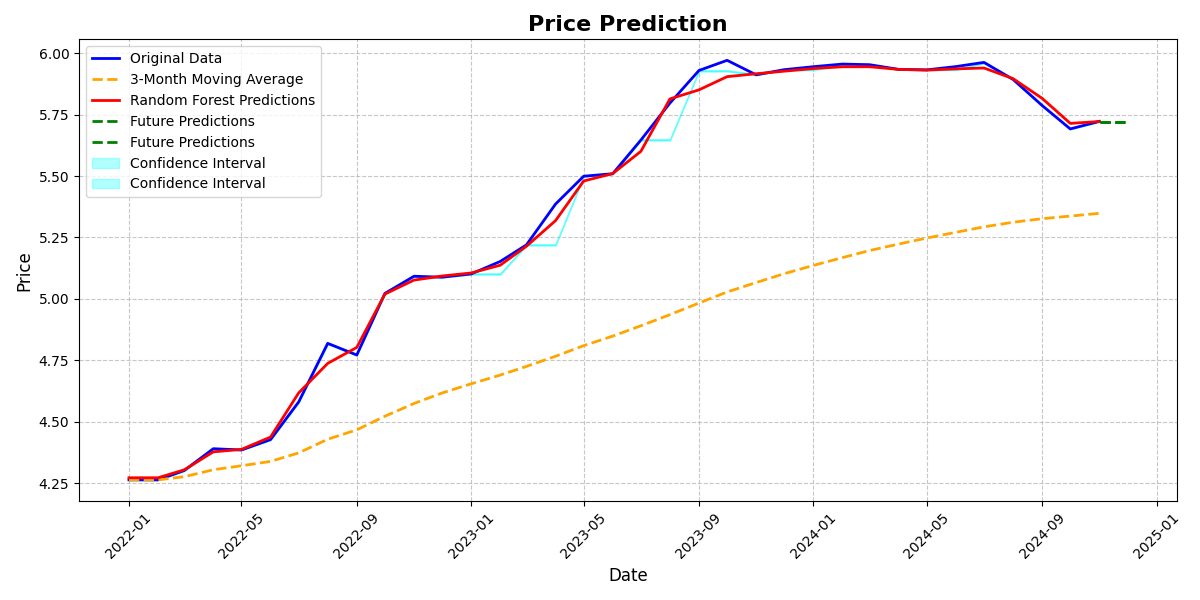 Price Prediction
Original Data
3-Month Moving Average
Random Forest Predictions
Future Predictions
Future Predictions
Confidence Interval
Confidence Interval
6.00
5.75
5.50
5.25
5.00
4.75
4.50
4.25
Price
2022-01
2022-05
2022-09
2023-01
2023-05
2023-09
2024-01
2024-05
2024-09
2025-01
Date